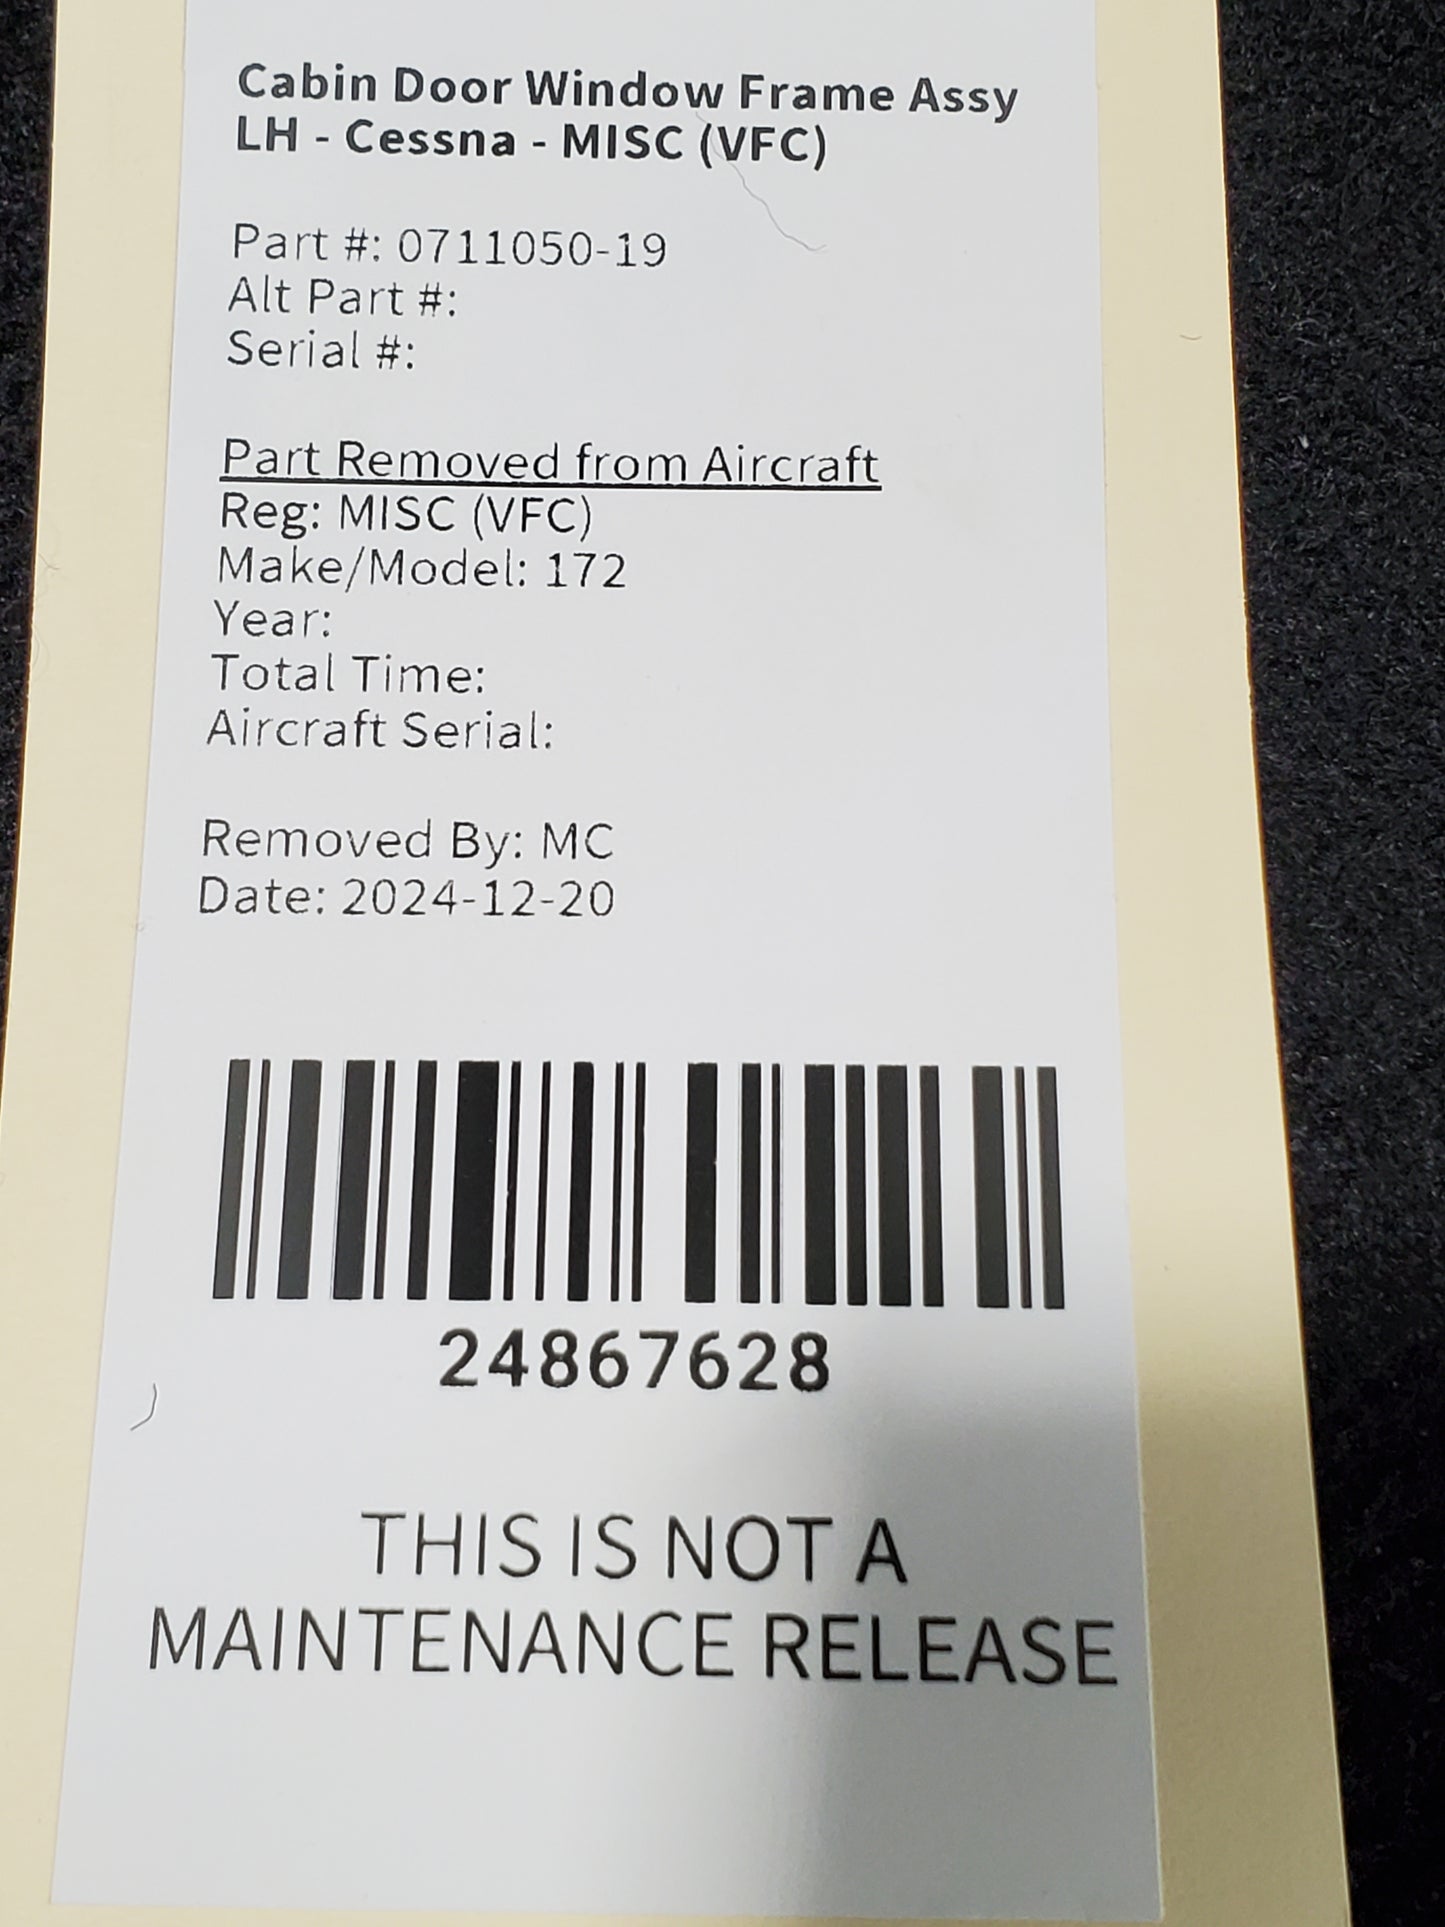 Cabin Door Window Frame Assy
LH - Cessna - MISC (VFC)
Part #: 0711050-19
Alt Part #:
Serial #:
Part Removed from Aircraft
Reg: MISC (VFC)
Make/Model: 172
Year:
Total Time:
Aircraft Serial:
Removed By: MC
Date: 2024-12-20
24867628
THIS IS NOT A
MAINTENANCE RELEASE